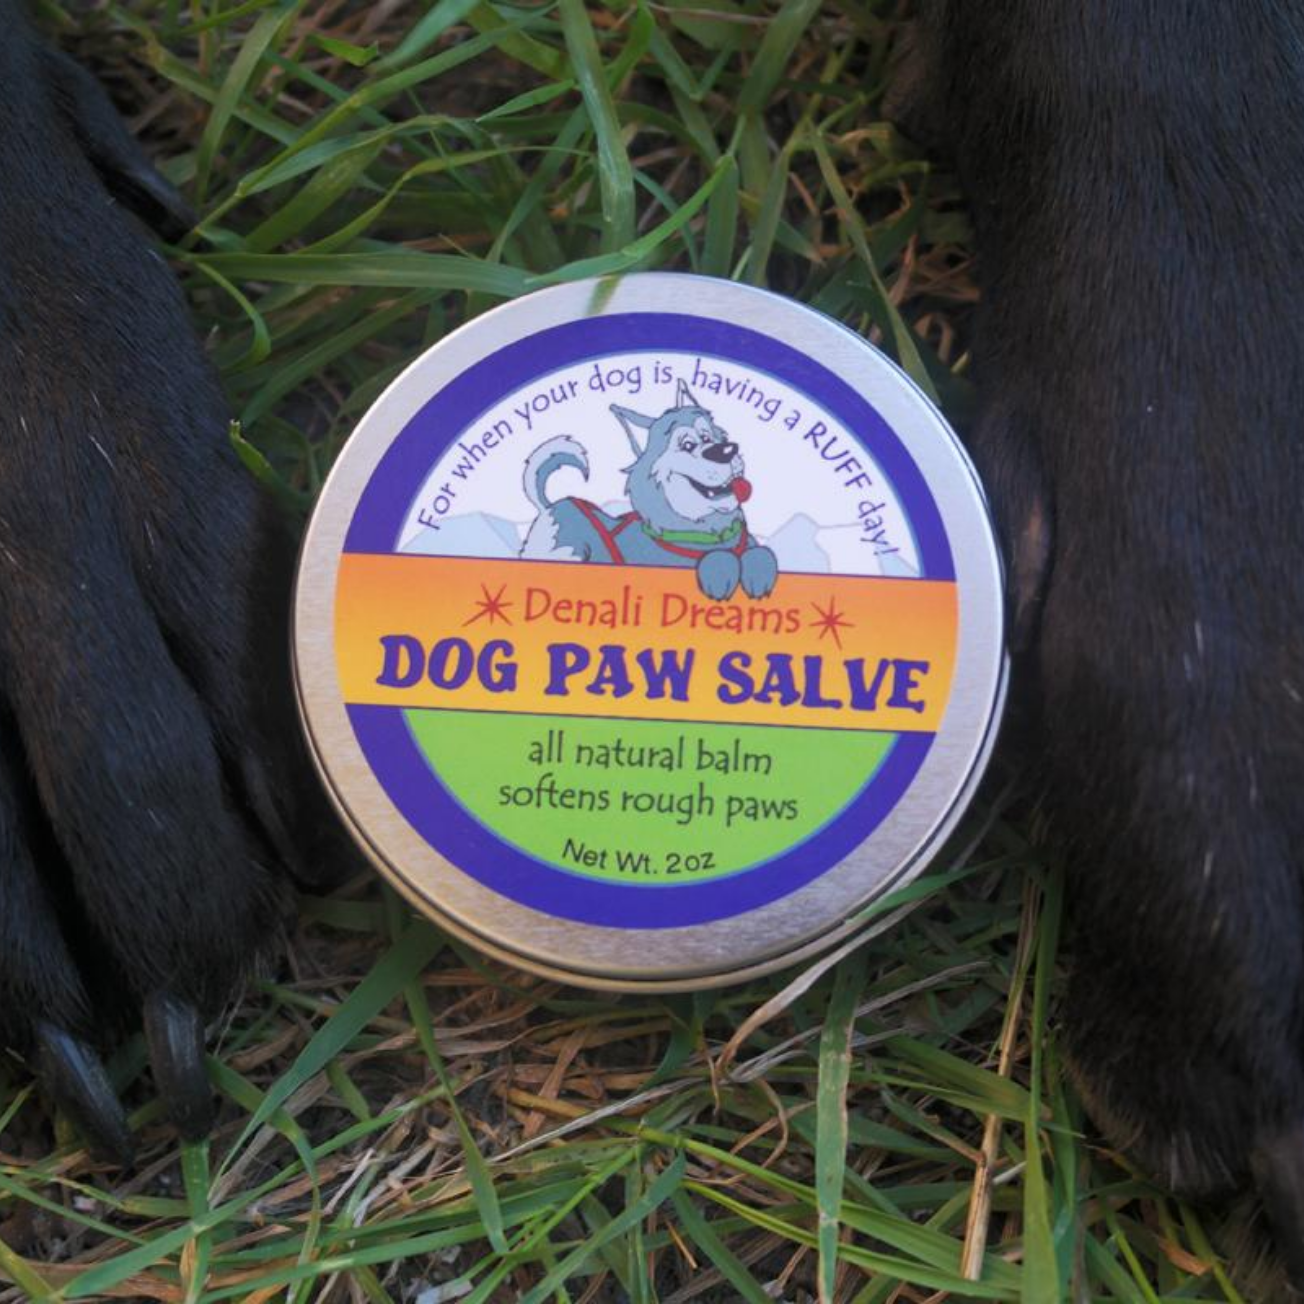 For when your dog is having a RUFF day!
Denali Dreams
DOG PAW SALVE
all natural balm
softens rough paws
Net Wt. 2oz